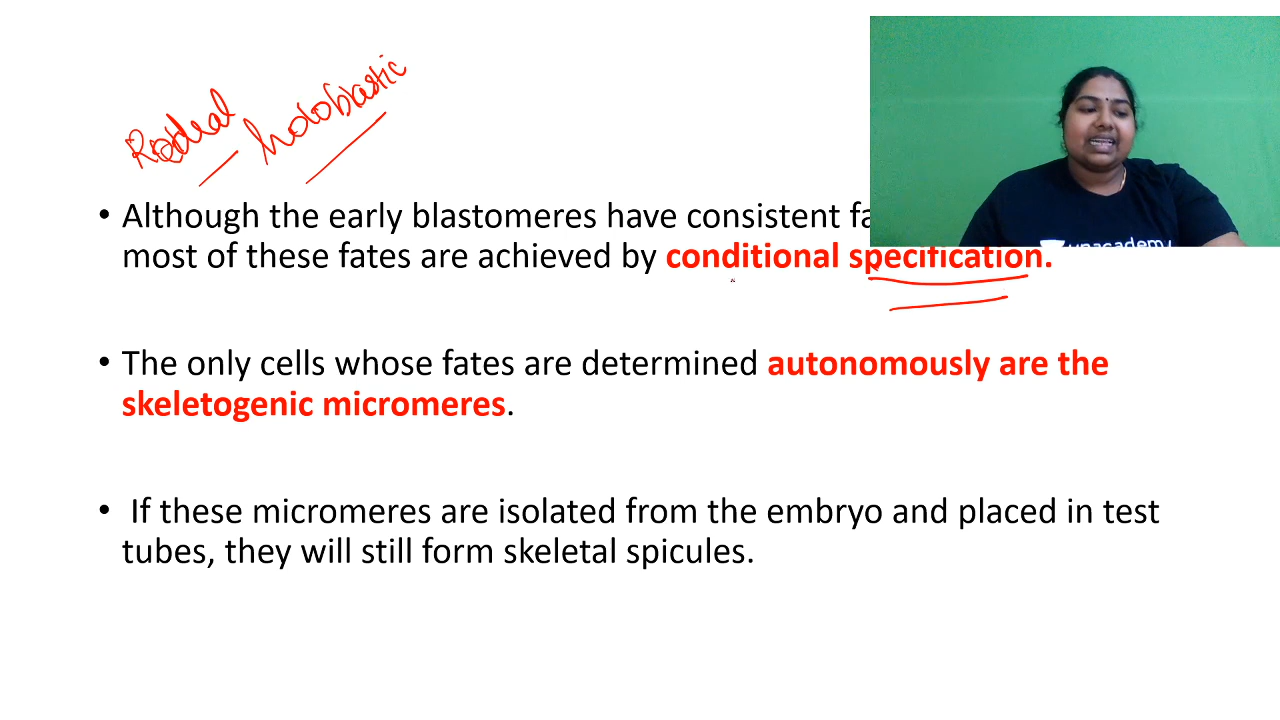 Radial holoblastic
• Although the early blastomeres have consistent
most of these fates are achieved by conditional specification.
unacademy
• The only cells whose fates are determined autonomously are the
skeletogenic micromeres.
• If these micromeres are isolated from the embryo and placed in test
tubes, they will still form skeletal spicules.